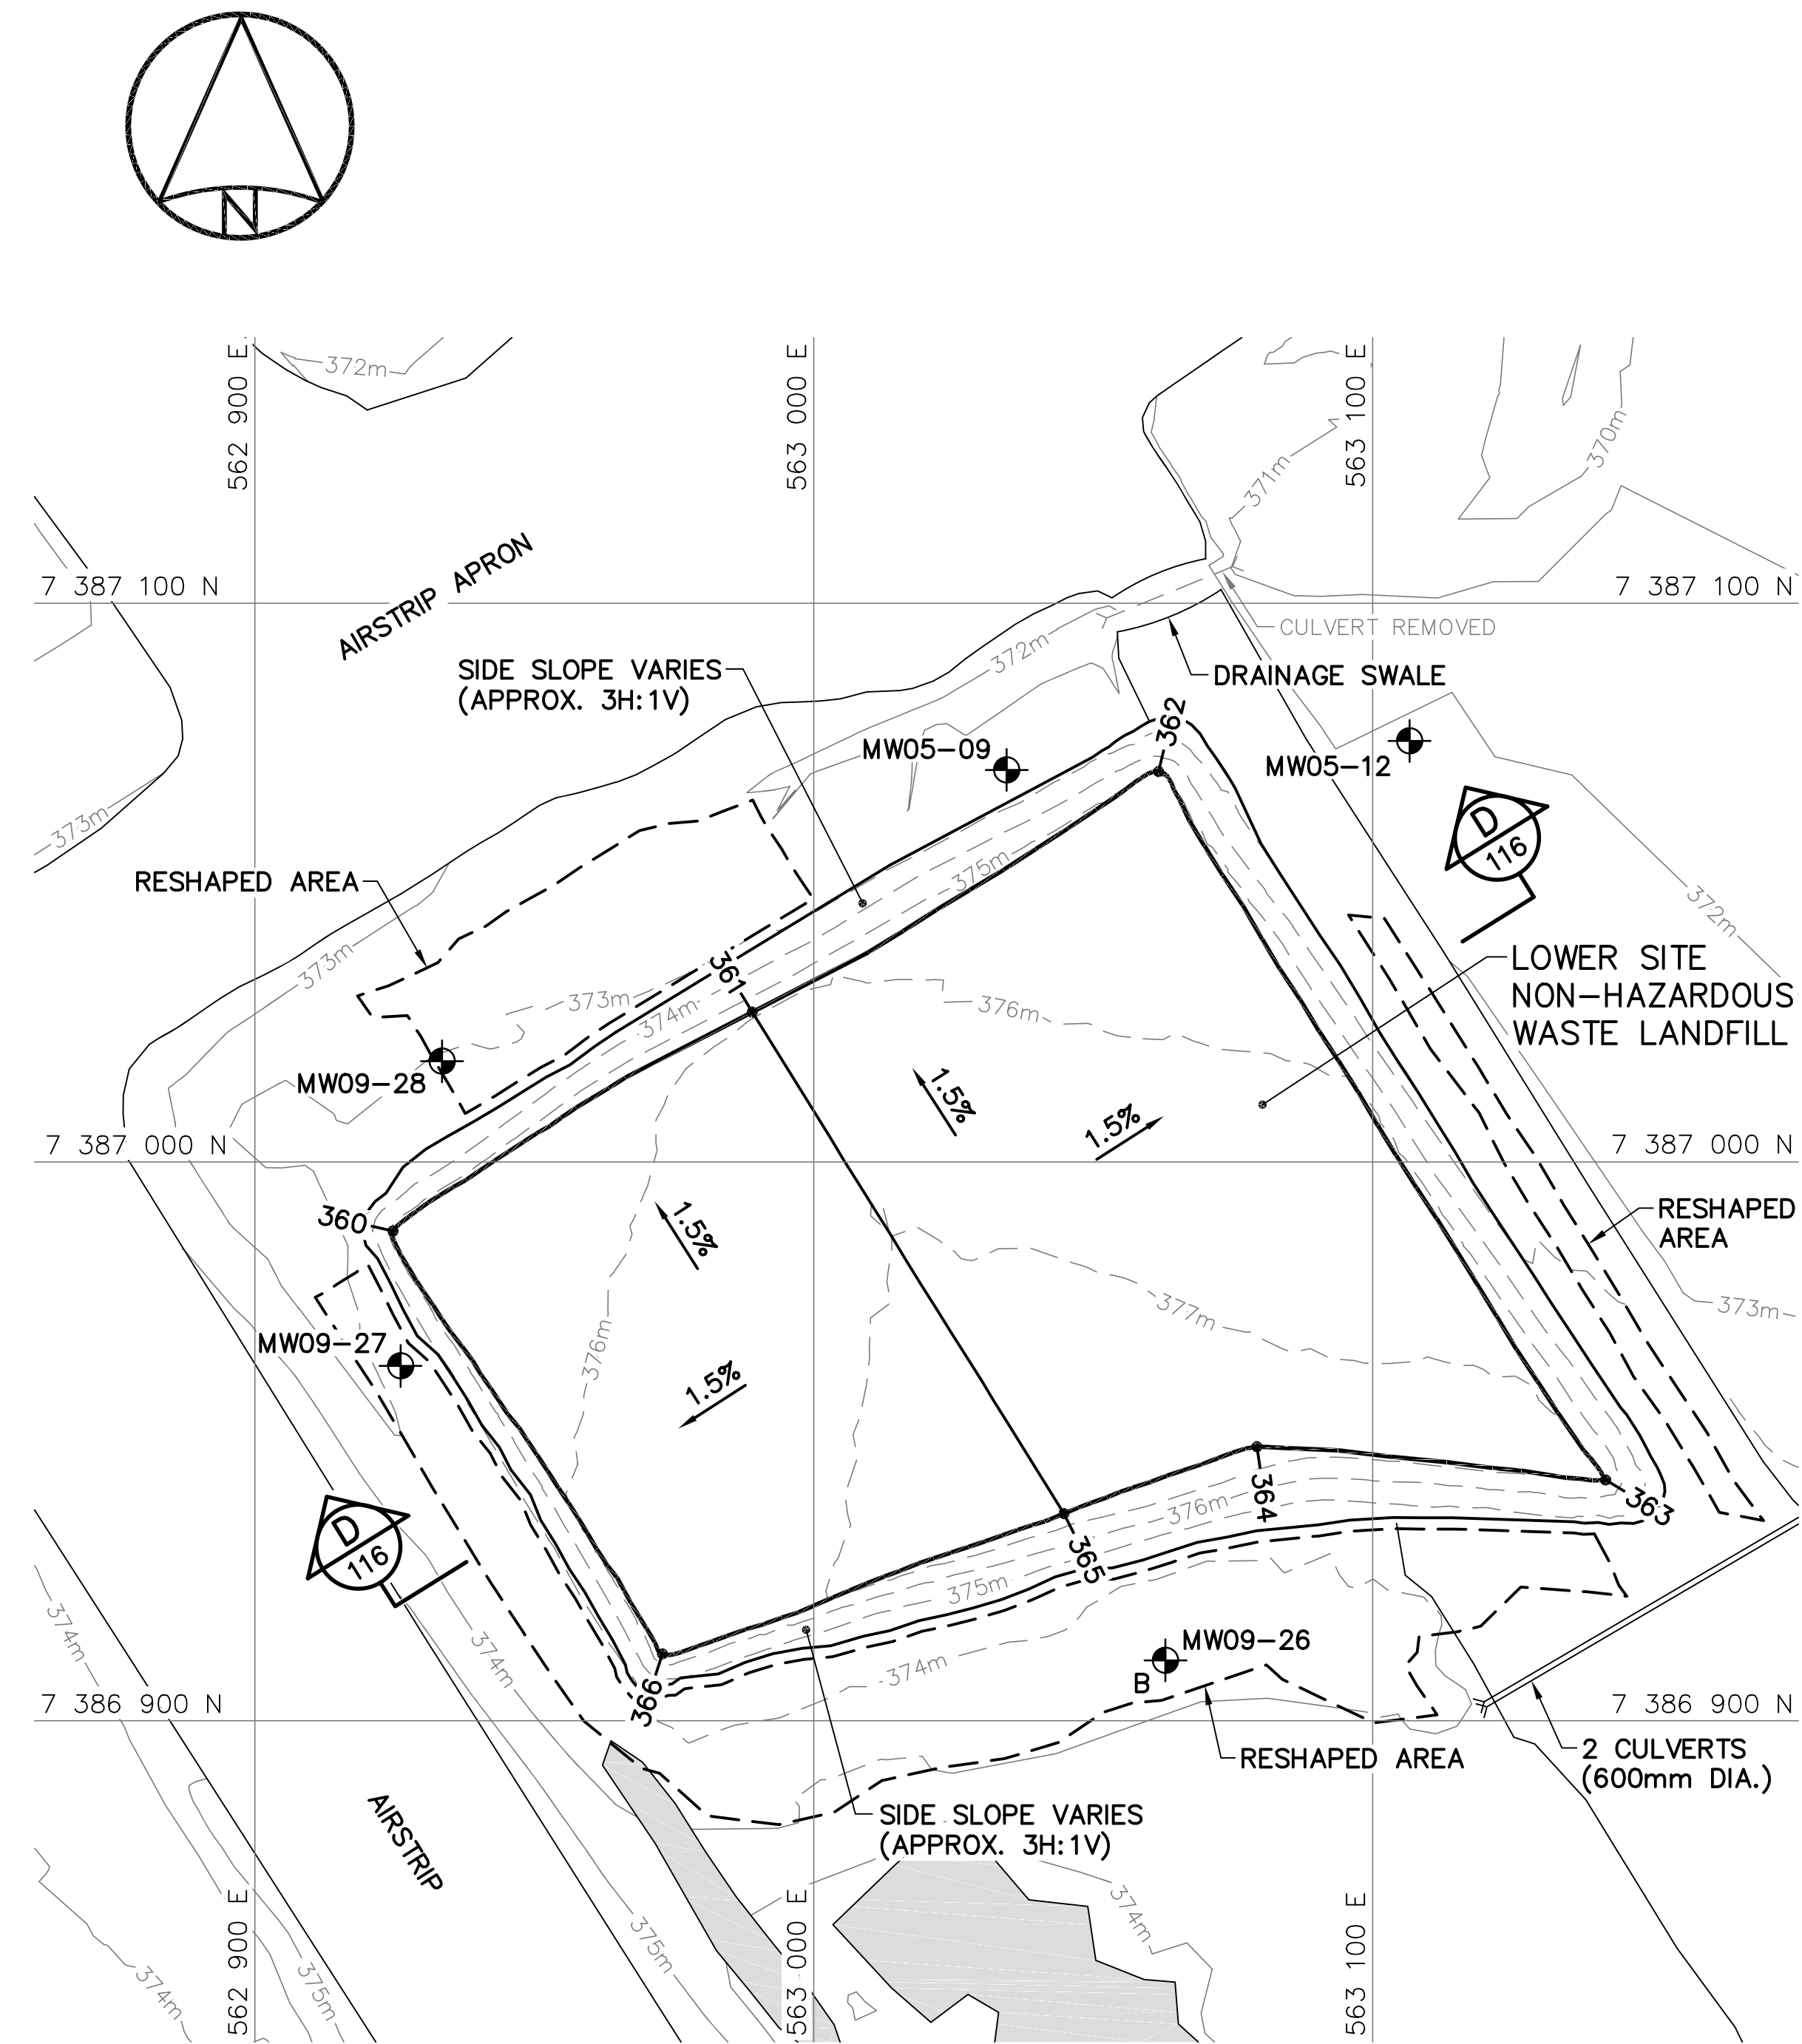 N
562 900 E
563 000 E
563 100 E
372m
370m
371m
AIRSTRIP APRON
7 387 100 N
7 387 100 N
CULVERT REMOVED
372m
SIDE SLOPE VARIES
(APPROX. 3H:1V)
DRAINAGE SWALE
362
MW05-09
MW05-12
373m
D
116
RESHAPED AREA
375m
372m
373m
361
LOWER SITE
NON-HAZARDOUS
WASTE LANDFILL
373m
374m
376m
MW09-28
1.5%
1.5%
7 387 000 N
7 387 000 N
360
1.5%
RESHAPED
AREA
377m
373m
MW09-27
376m
1.5%
D
116
376m
364
363
365
375m
374m
374m
374m
MW09-26
B
366
7 386 900 N
7 386 900 N
RESHAPED AREA
2 CULVERTS
(600mm DIA.)
SIDE SLOPE VARIES
(APPROX. 3H:1V)
AIRSTRIP
374m
375m
374m
375m
562 900 E
563 000 E
563 100 E